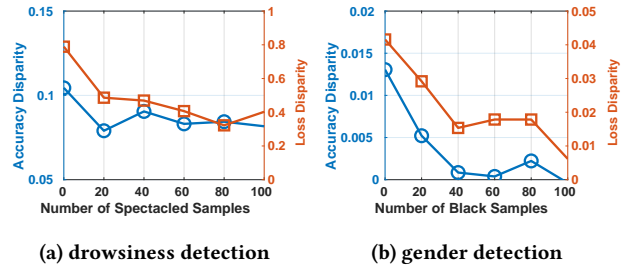 0.15
0.1
0.05
Accuracy Disparity
1
0.8
0.6
0.4
0.2
0
Loss Disparity
0 20 40 60 80 100
Number of Spectacled Samples
(a) drowsiness detection
0.02
0.015
0.01
0.005
0
Accuracy Disparity
0.05
0.04
0.03
0.02
0.01
0.00
Loss Disparity
0 20 40 60 80 100
Number of Black Samples
(b) gender detection